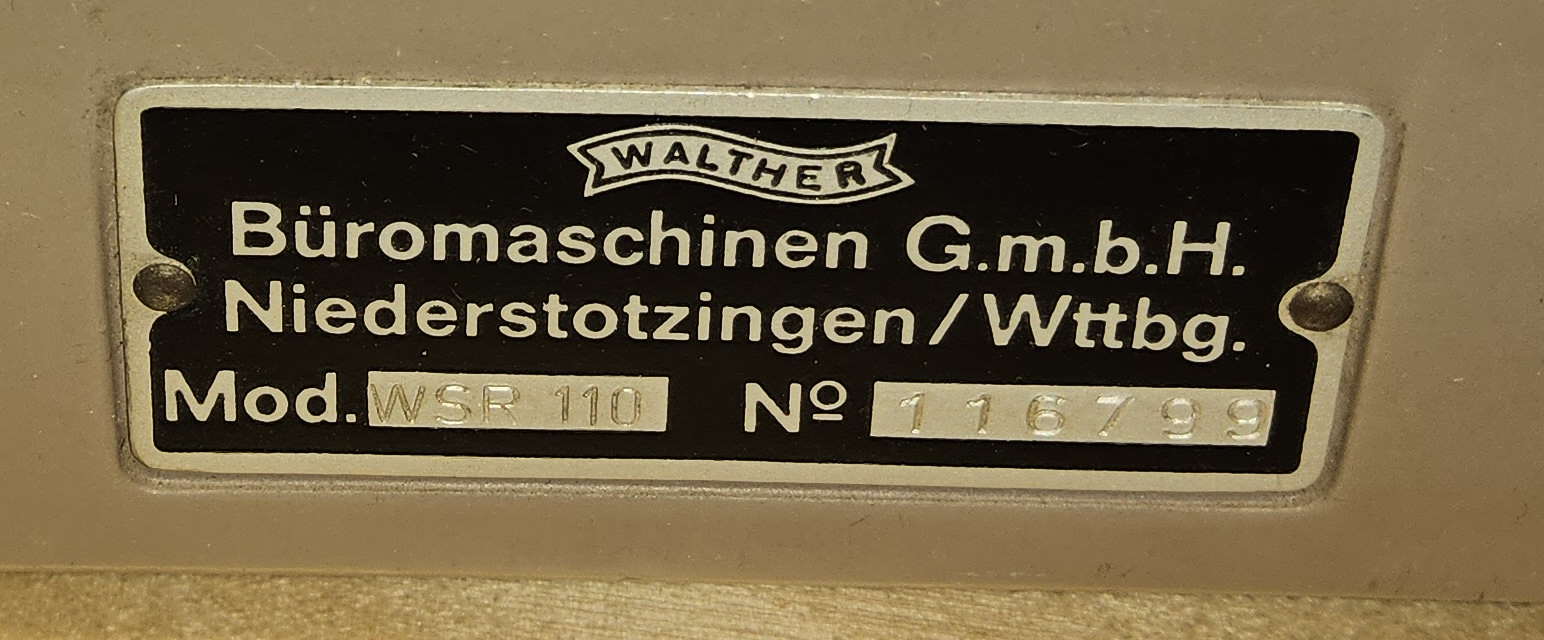 WALTHER
Büromaschinen G.m.b.H.
Niederstotzingen/Wttbg.
Mod. WSR 110 Nº 116799